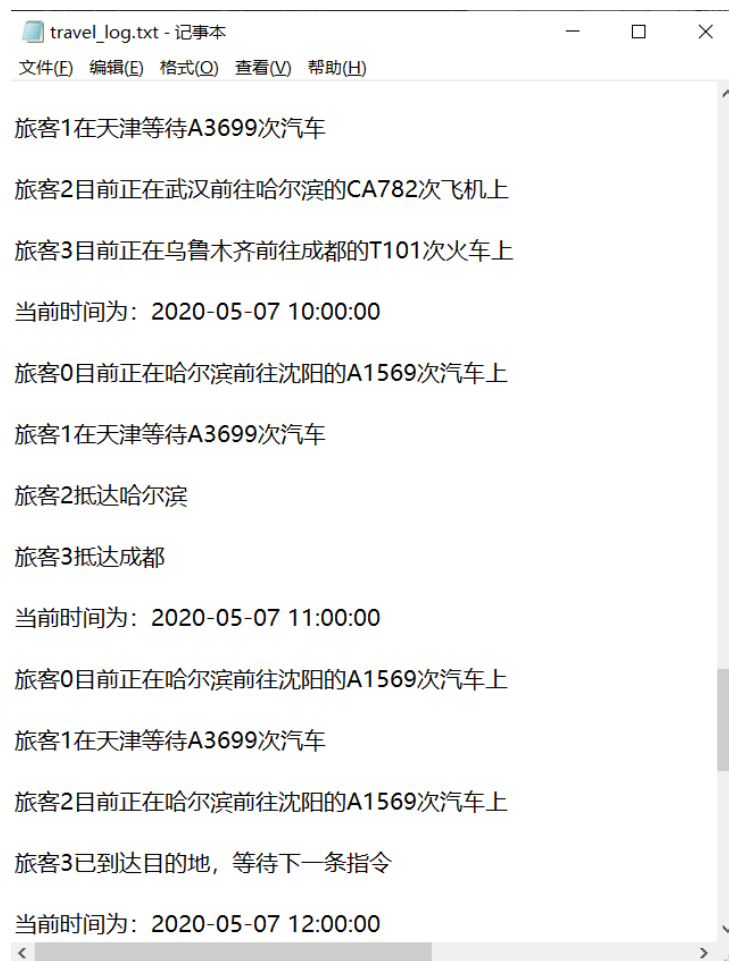 travel_log.txt - 记事本
文件(F) 编辑(E) 格式(O) 查看(V) 帮助(H)
旅客1在天津等待A3699次汽车
旅客2目前正在武汉前往哈尔滨的CA782次飞机上
旅客3目前正在乌鲁木齐前往成都的T101次火车上
当前时间为：2020-05-07 10:00:00
旅客0目前正在哈尔滨前往沈阳的A1569次汽车上
旅客1在天津等待A3699次汽车
旅客2抵达哈尔滨
旅客3抵达成都
当前时间为：2020-05-07 11:00:00
旅客0目前正在哈尔滨前往沈阳的A1569次汽车上
旅客1在天津等待A3699次汽车
旅客2目前正在哈尔滨前往沈阳的A1569次汽车上
旅客3已到达目的地，等待下一条指令
当前时间为：2020-05-07 12:00:00